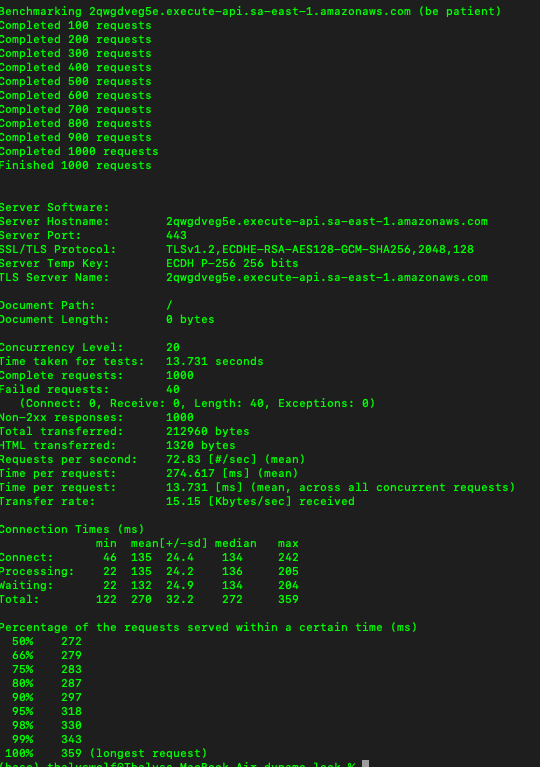 Benchmarking 2qwgdveg5e.execute-api.sa-east-1.amazonaws.com (be patient)
Completed 100 requests
Completed 200 requests
Completed 300 requests
Completed 400 requests
Completed 500 requests
Completed 600 requests
Completed 700 requests
Completed 800 requests
Completed 900 requests
Completed 1000 requests
Finished 1000 requests
Server Software:
Server Hostname: 2qwgdveg5e.execute-api.sa-east-1.amazonaws.com
Server Port: 443
SSL/TLS Protocol: TLSv1.2,ECDHE-RSA-AES128-GCM-SHA256,2048,128
Server Temp Key: ECDH P-256 256 bits
TLS Server Name: 2qwgdveg5e.execute-api.sa-east-1.amazonaws.com
Document Path: /
Document Length: 0 bytes
Concurrency Level: 20
Time taken for tests: 13.731 seconds
Complete requests: 1000
Failed requests: 40
(Connect: 0, Receive: 0, Length: 40, Exceptions: 0)
Non-2xx responses: 1000
Total transferred: 212960 bytes
HTML transferred: 1320 bytes
Requests per second: 72.83 [#/sec] (mean)
Time per request: 274.617 [ms] (mean)
Time per request: 13.731 [ms] (mean, across all concurrent requests)
Transfer rate: 15.15 [Kbytes/sec] received
Connection Times (ms)
min mean[+/-sd] median max
Connect: 46 135 24.4 134 242
Processing: 22 135 24.2 136 205
Waiting: 22 132 24.9 134 204
Total: 122 270 32.2 272 359
Percentage of the requests served within a certain time (ms)
50% 272
66% 279
75% 283
80% 287
90% 297
95% 318
98% 330
99% 343
100% 359 (longest request)